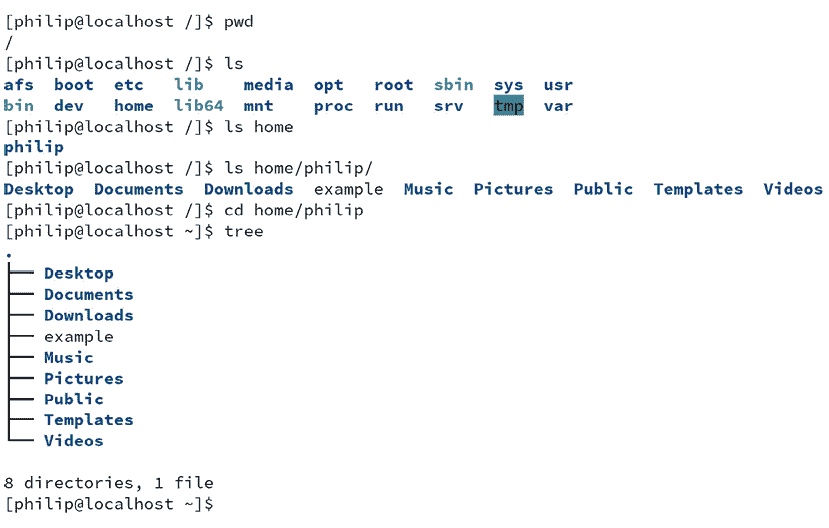 [philip@localhost /]$ pwd
/
[philip@localhost /]$ ls
afs  boot  etc   lib    media  opt   root  sbin  sys  usr
bin  dev   home  lib64  mnt    proc  run   srv   tmp  var
[philip@localhost /]$ ls home
philip
[philip@localhost /]$ ls home/philip/
Desktop  Documents  Downloads  example  Music  Pictures  Public  Templates  Videos
[philip@localhost /]$ cd home/philip
[philip@localhost ~]$ tree
.
├── Desktop
├── Documents
├── Downloads
├── example
├── Music
├── Pictures
├── Public
├── Templates
└── Videos
8 directories, 1 file
[philip@localhost ~]$